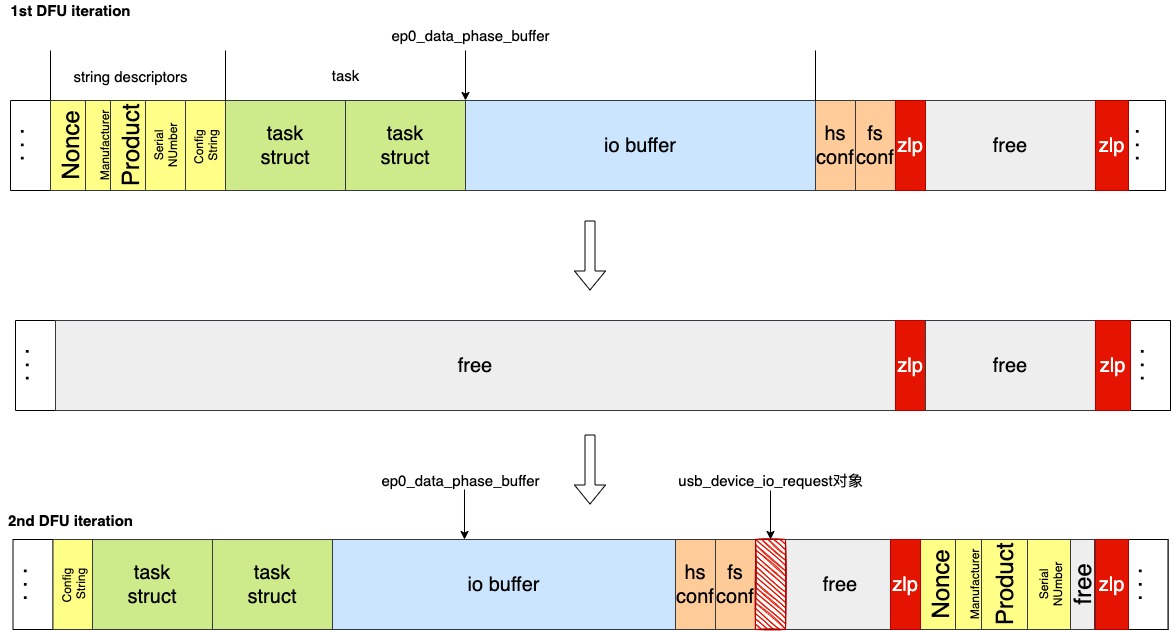 1st DFU iteration
ep0_data_phase_buffer
string descriptors
task
Nonce
Manufacturer
Product
Serial
NUmber
Config
String
task
struct
task
struct
io buffer
hs
conf
fs
conf
zlp
free
zlp
free
zlp
free
zlp
ep0_data_phase_buffer
usb_device_io_request对象
2nd DFU iteration
Config
String
task
struct
task
struct
io buffer
hs
conf
fs
conf
free
zlp
Nonce
Manufacturer
Product
Serial
NUmber
free
zlp